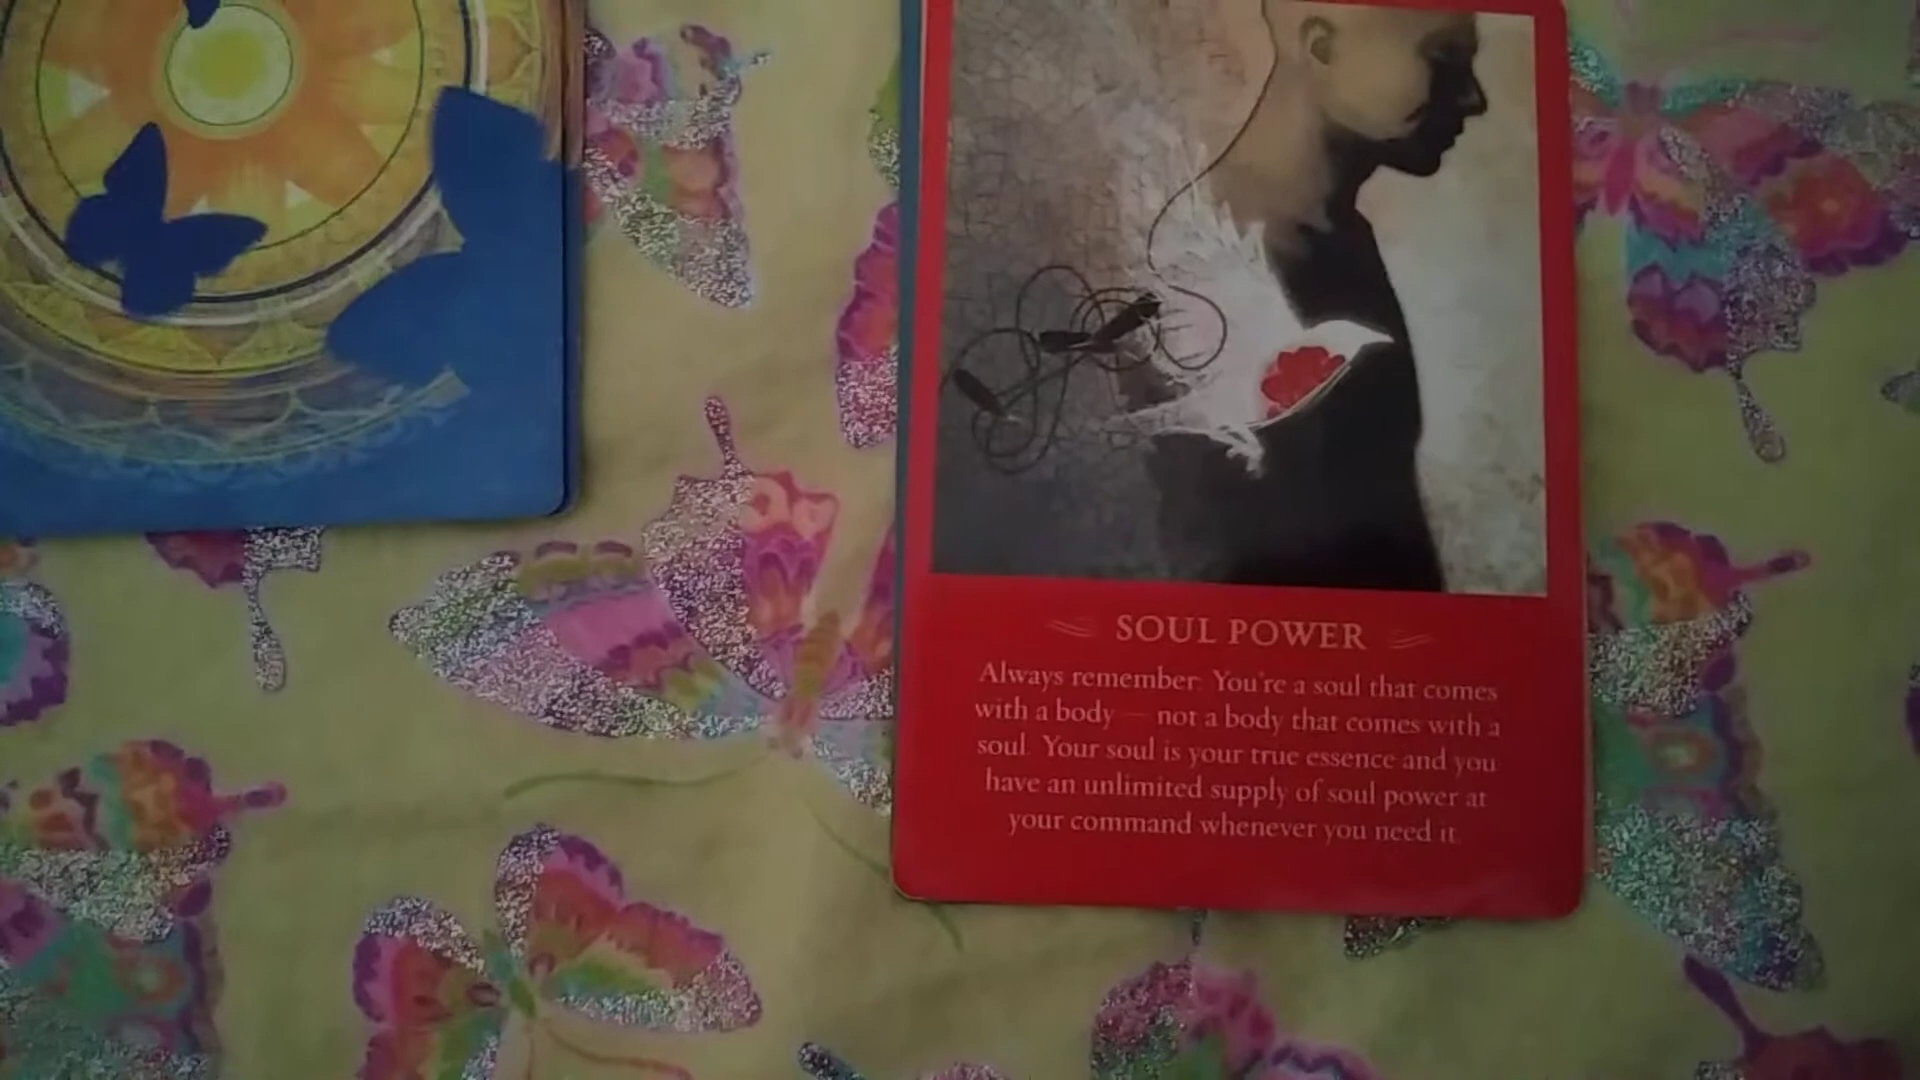 SOUL POWER
Always remember: You're a soul that comes
with a body — not a body that comes with a
soul. Your soul is your true essence and you
have an unlimited supply of soul power at
your command whenever you need it.